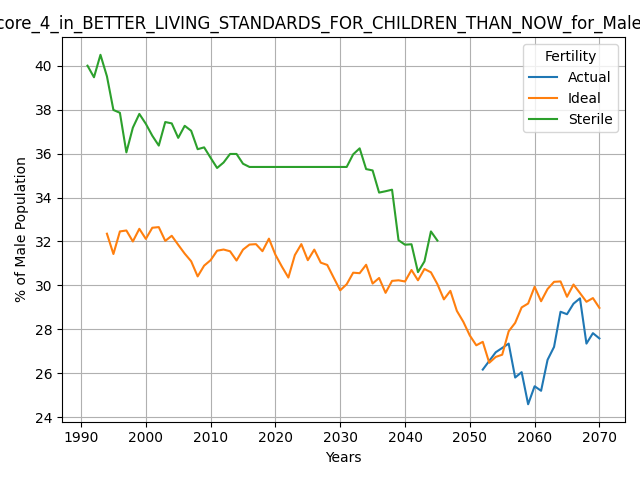 core_4_in_BETTER_LIVING_STANDARDS_FOR_CHILDREN_THAN_NOW_for_Male
Fertility
Actual
Ideal
Sterile
% of Male Population
40
38
36
34
32
30
28
26
24
1990 2000 2010 2020 2030 2040 2050 2060 2070
Years